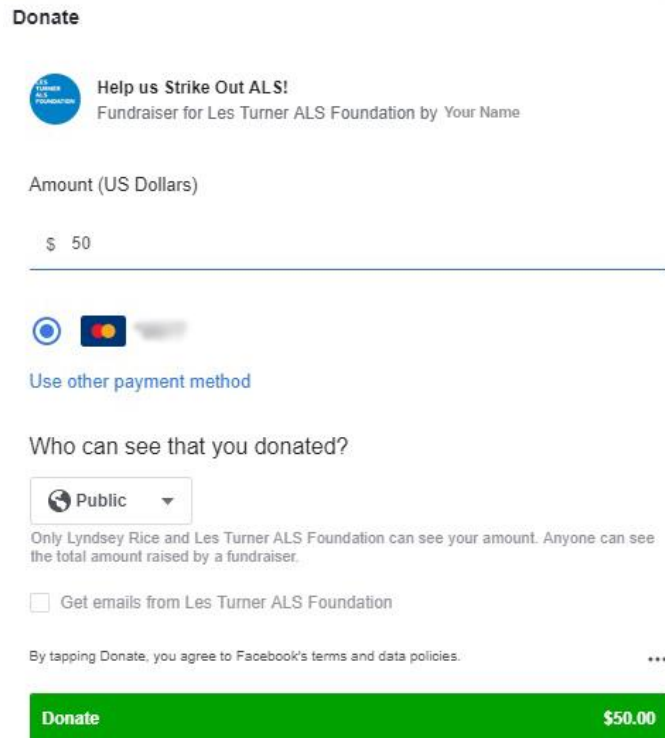 Donate
LES
TURNER
ALS
FOUNDATION
Help us Strike Out ALS!
Fundraiser for Les Turner ALS Foundation by Your Name
Amount (US Dollars)
$ 50
Use other payment method
Who can see that you donated?
Public
Only Lyndsey Rice and Les Turner ALS Foundation can see your amount. Anyone can see
the total amount raised by a fundraiser.
Get emails from Les Turner ALS Foundation
By tapping Donate, you agree to Facebook's terms and data policies.
Donate $50.00